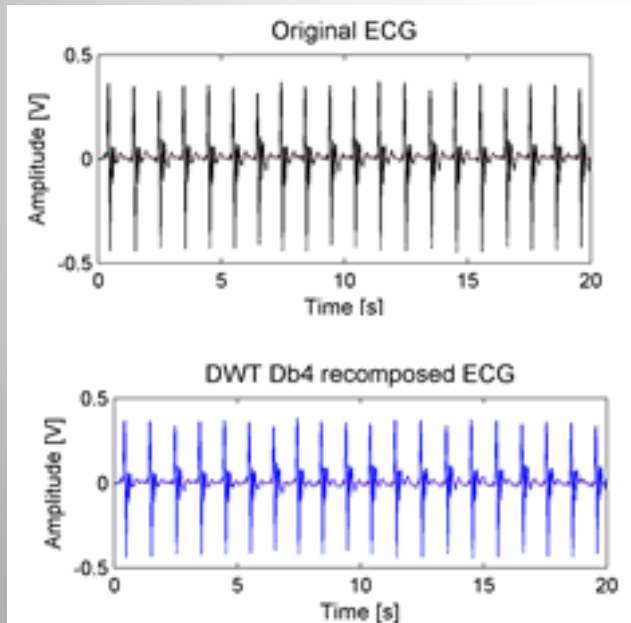 Original ECG
0.5
0
-0.5
Amplitude [V]
0 5 10 15 20
Time [s]
DWT Db4 recomposed ECG
0.5
0
-0.5
Amplitude [V]
0 5 10 15 20
Time [s]